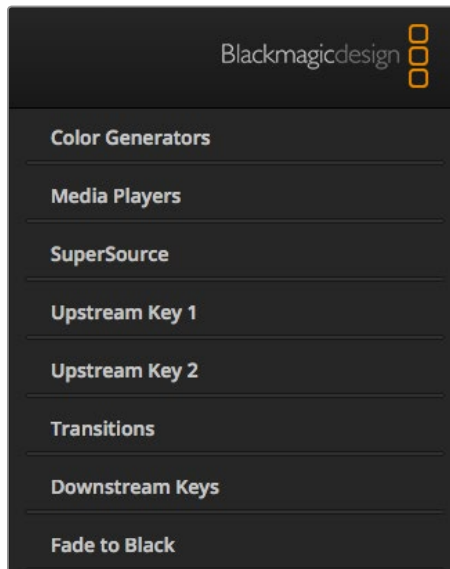 Blackmagicdesign
Color Generators
Media Players
SuperSource
Upstream Key 1
Upstream Key 2
Transitions
Downstream Keys
Fade to Black